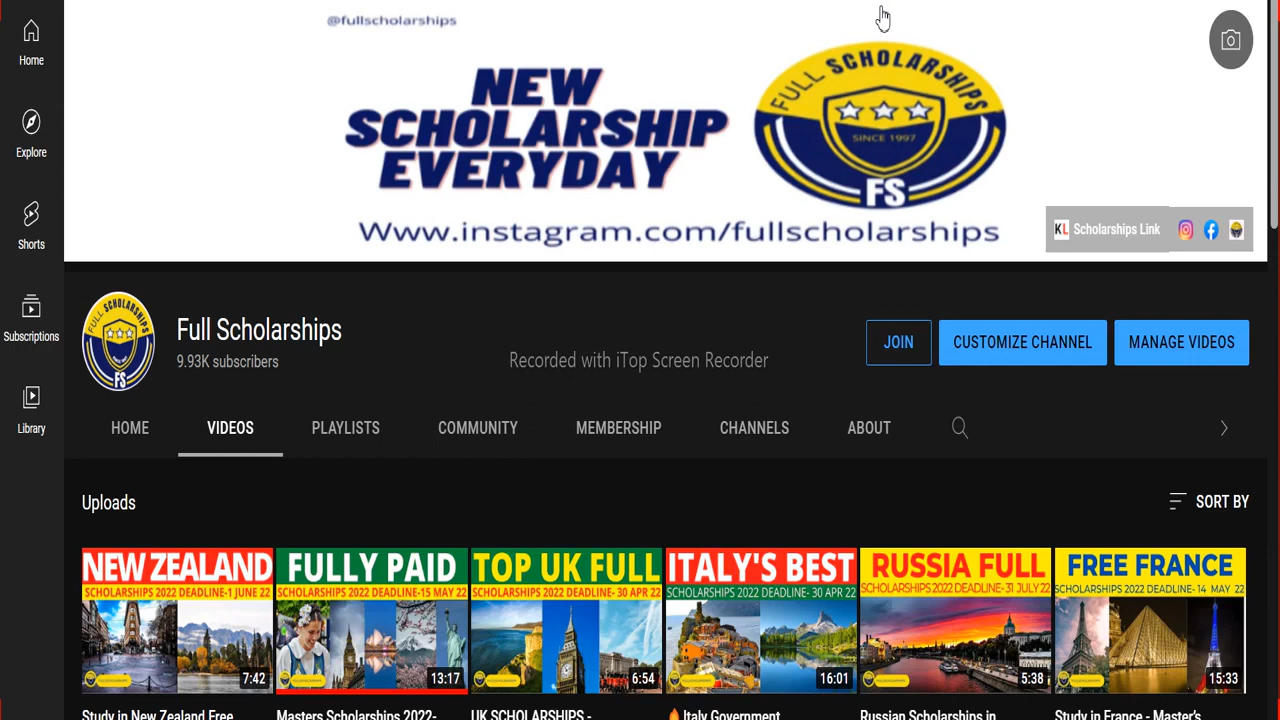 @fullscholarships
NEW
SCHOLARSHIP
EVERYDAY
FULL SCHOLARSHIPS
SINCE 1997
FS
Www.instagram.com/fullscholarships
KL Scholarships Link
Home
Explore
Shorts
Subscriptions
Library
FULL SCHOLARSHIPS
FS
Full Scholarships
9.93K subscribers
Recorded with iTop Screen Recorder
JOIN
CUSTOMIZE CHANNEL
MANAGE VIDEOS
HOME
VIDEOS
PLAYLISTS
COMMUNITY
MEMBERSHIP
CHANNELS
ABOUT
Uploads
SORT BY
NEW ZEALAND
SCHOLARSHIPS 2022 DEADLINE-1 JUNE 22
7:42
Study in New Zealand Free
FULLY PAID
SCHOLARSHIPS 2022 DEADLINE-15 MAY 22
13:17
Masters Scholarships 2022-
TOP UK FULL
SCHOLARSHIPS 2022 DEADLINE- 30 APR 22
6:54
UK SCHOLARSHIPS -
ITALY'S BEST
SCHOLARSHIPS 2022 DEADLINE- 30 APR 22
16:01
Italy Government
RUSSIA FULL
SCHOLARSHIPS 2022 DEADLINE-31 JULY 22
5:38
Russian Scholarships in
FREE FRANCE
SCHOLARSHIPS 2022 DEADLINE- 14 MAY 22
15:33
Study in France - Master's